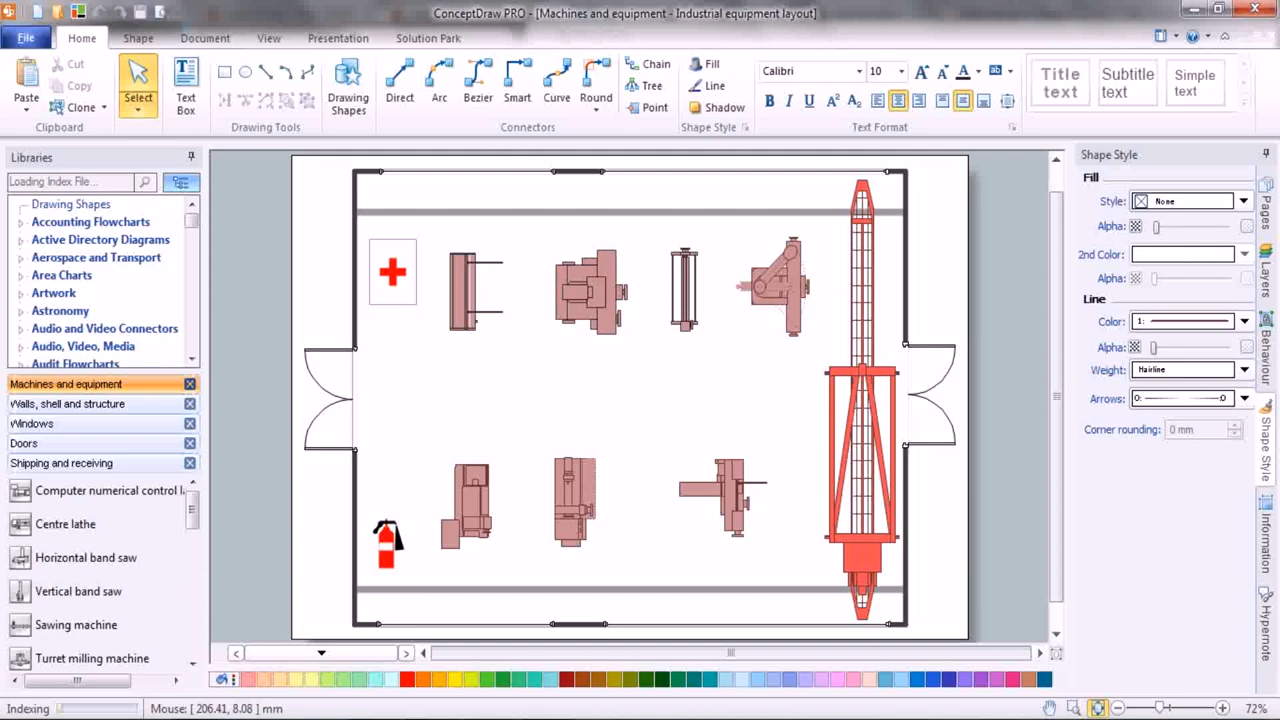 ConceptDraw PRO - [Machines and equipment - Industrial equipment layout]
File Home Shape Document View Presentation Solution Park
Paste
Cut
Copy
Clone
Clipboard
Select
Text
Box
Drawing Tools
Drawing
Shapes
Direct Arc Bezier Smart Curve Round
Chain
Tree
Point
Connectors
Fill
Line
Shadow
Shape Style
Calibri 10
B I U
Text Format
Title
text
Subtitle
text
Simple
text
Libraries
Loading Index File...
Drawing Shapes
Accounting Flowcharts
Active Directory Diagrams
Aerospace and Transport
Area Charts
Artwork
Astronomy
Audio and Video Connectors
Audio, Video, Media
Audit Flowcharts
Machines and equipment
Walls, shell and structure
Windows
Doors
Shipping and receiving
Computer numerical control l
Centre lathe
Horizontal band saw
Vertical band saw
Sawing machine
Turret milling machine
Shape Style
Fill
Style: None
Alpha:
2nd Color:
Alpha:
Line
Color: 1:
Alpha:
Weight: Hairline
Arrows: 0: :0
Corner rounding: 0 mm
Pages
Layers
Behaviour
Shape Style
Information
Hypernote
Indexing
Mouse: [ 206.41, 8.08 ] mm
72%